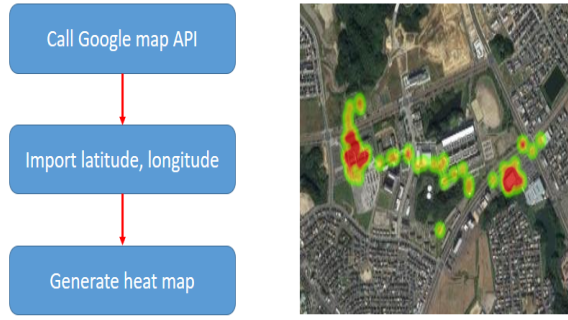 Call Google map API
Import latitude, longitude
Generate heat map